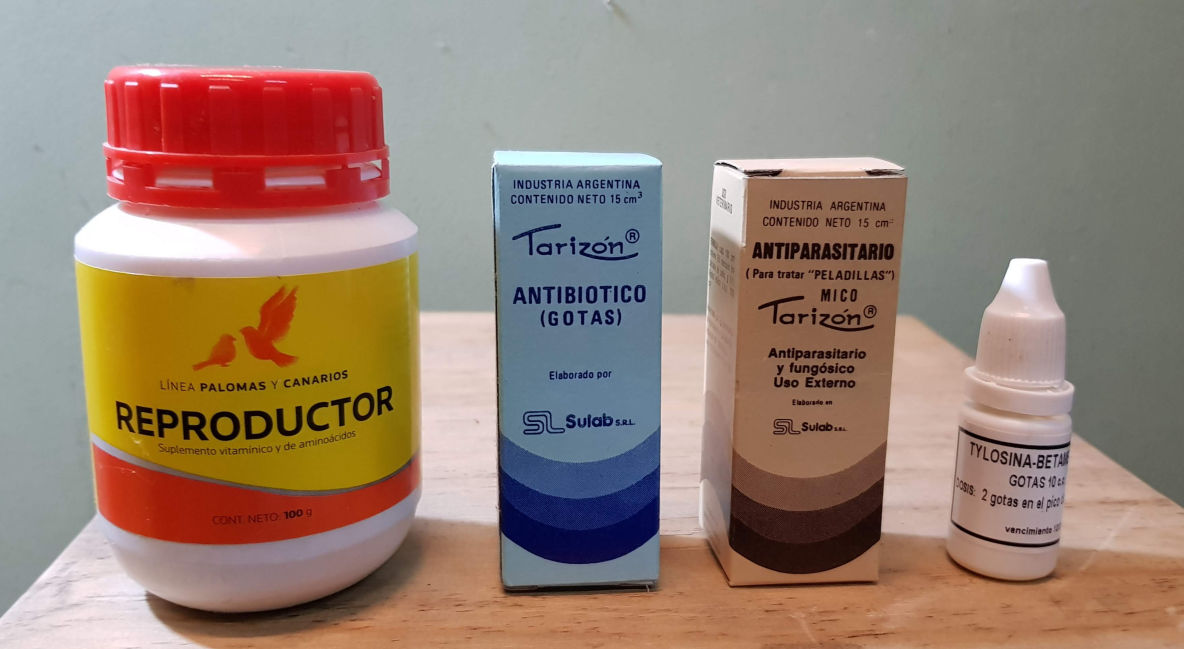 LÍNEA PALOMAS Y CANARIOS
REPRODUCTOR
Suplemento vitamínico y de aminoácidos
CONT. NETO: 100 g
INDUSTRIA ARGENTINA
CONTENIDO NETO 15 cm³
Tarizón®
ANTIBIOTICO
(GOTAS)
Elaborado por
SL Sulab S.R.L.
INDUSTRIA ARGENTINA
CONTENIDO NETO 15 cm³
ANTIPARASITARIO
(Para tratar "PELADILLAS")
MICO
Tarizón®
Antiparasitario
y fungósico
Uso Externo
Elaborado en
SL Sulab S.R.L.
TYLOSINA-BETAME
GOTAS 10 c.c
DOSIS: 2 gotas en el pico
vencimiento